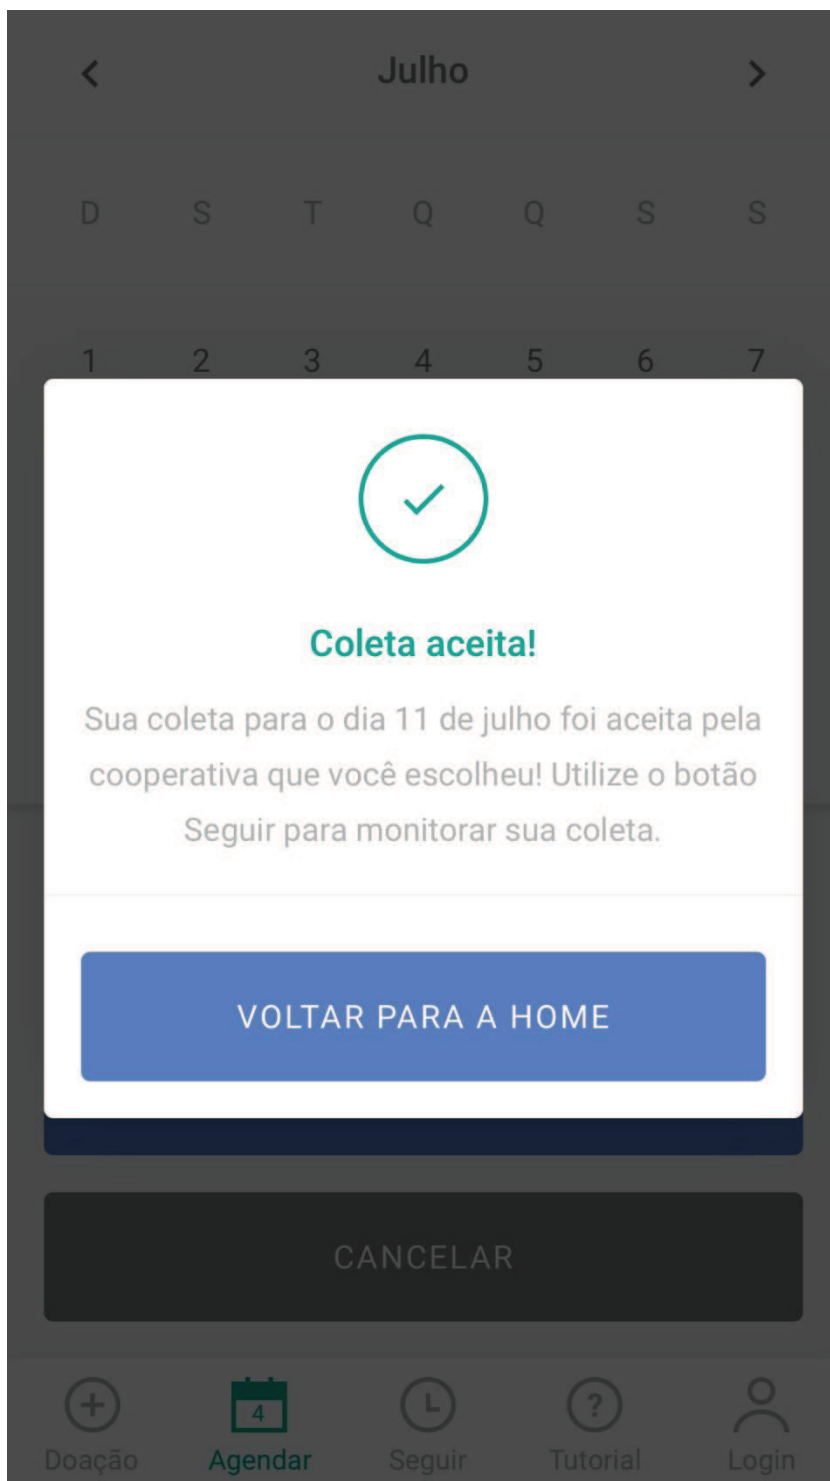 Julho
D S T Q Q S S
1 2 3 4 5 6 7
Coleta aceita!
Sua coleta para o dia 11 de julho foi aceita pela
cooperativa que você escolheu! Utilize o botão
Seguir para monitorar sua coleta.
VOLTAR PARA A HOME
CANCELAR
4
Doação Agendar Seguir Tutorial Login